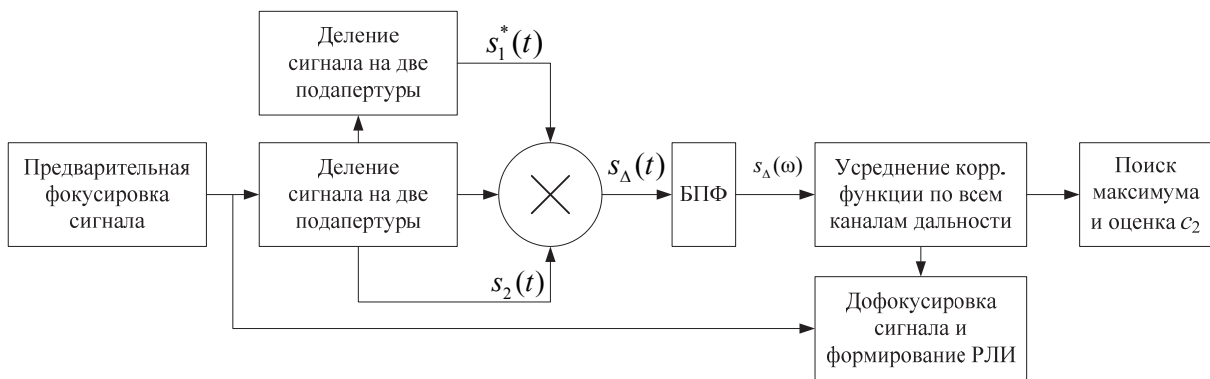 Деление
сигнала на две
подапертуры
s₁*(t)
Предварительная
фокусировка
сигнала
Деление
сигнала на две
подапертуры
s_Δ(t)
БПФ
s_Δ(ω)
Усреднение корр.
функции по всем
каналам дальности
Поиск
максимума
и оценка c₂
s₂(t)
Дофокусировка
сигнала и
формирование РЛИ